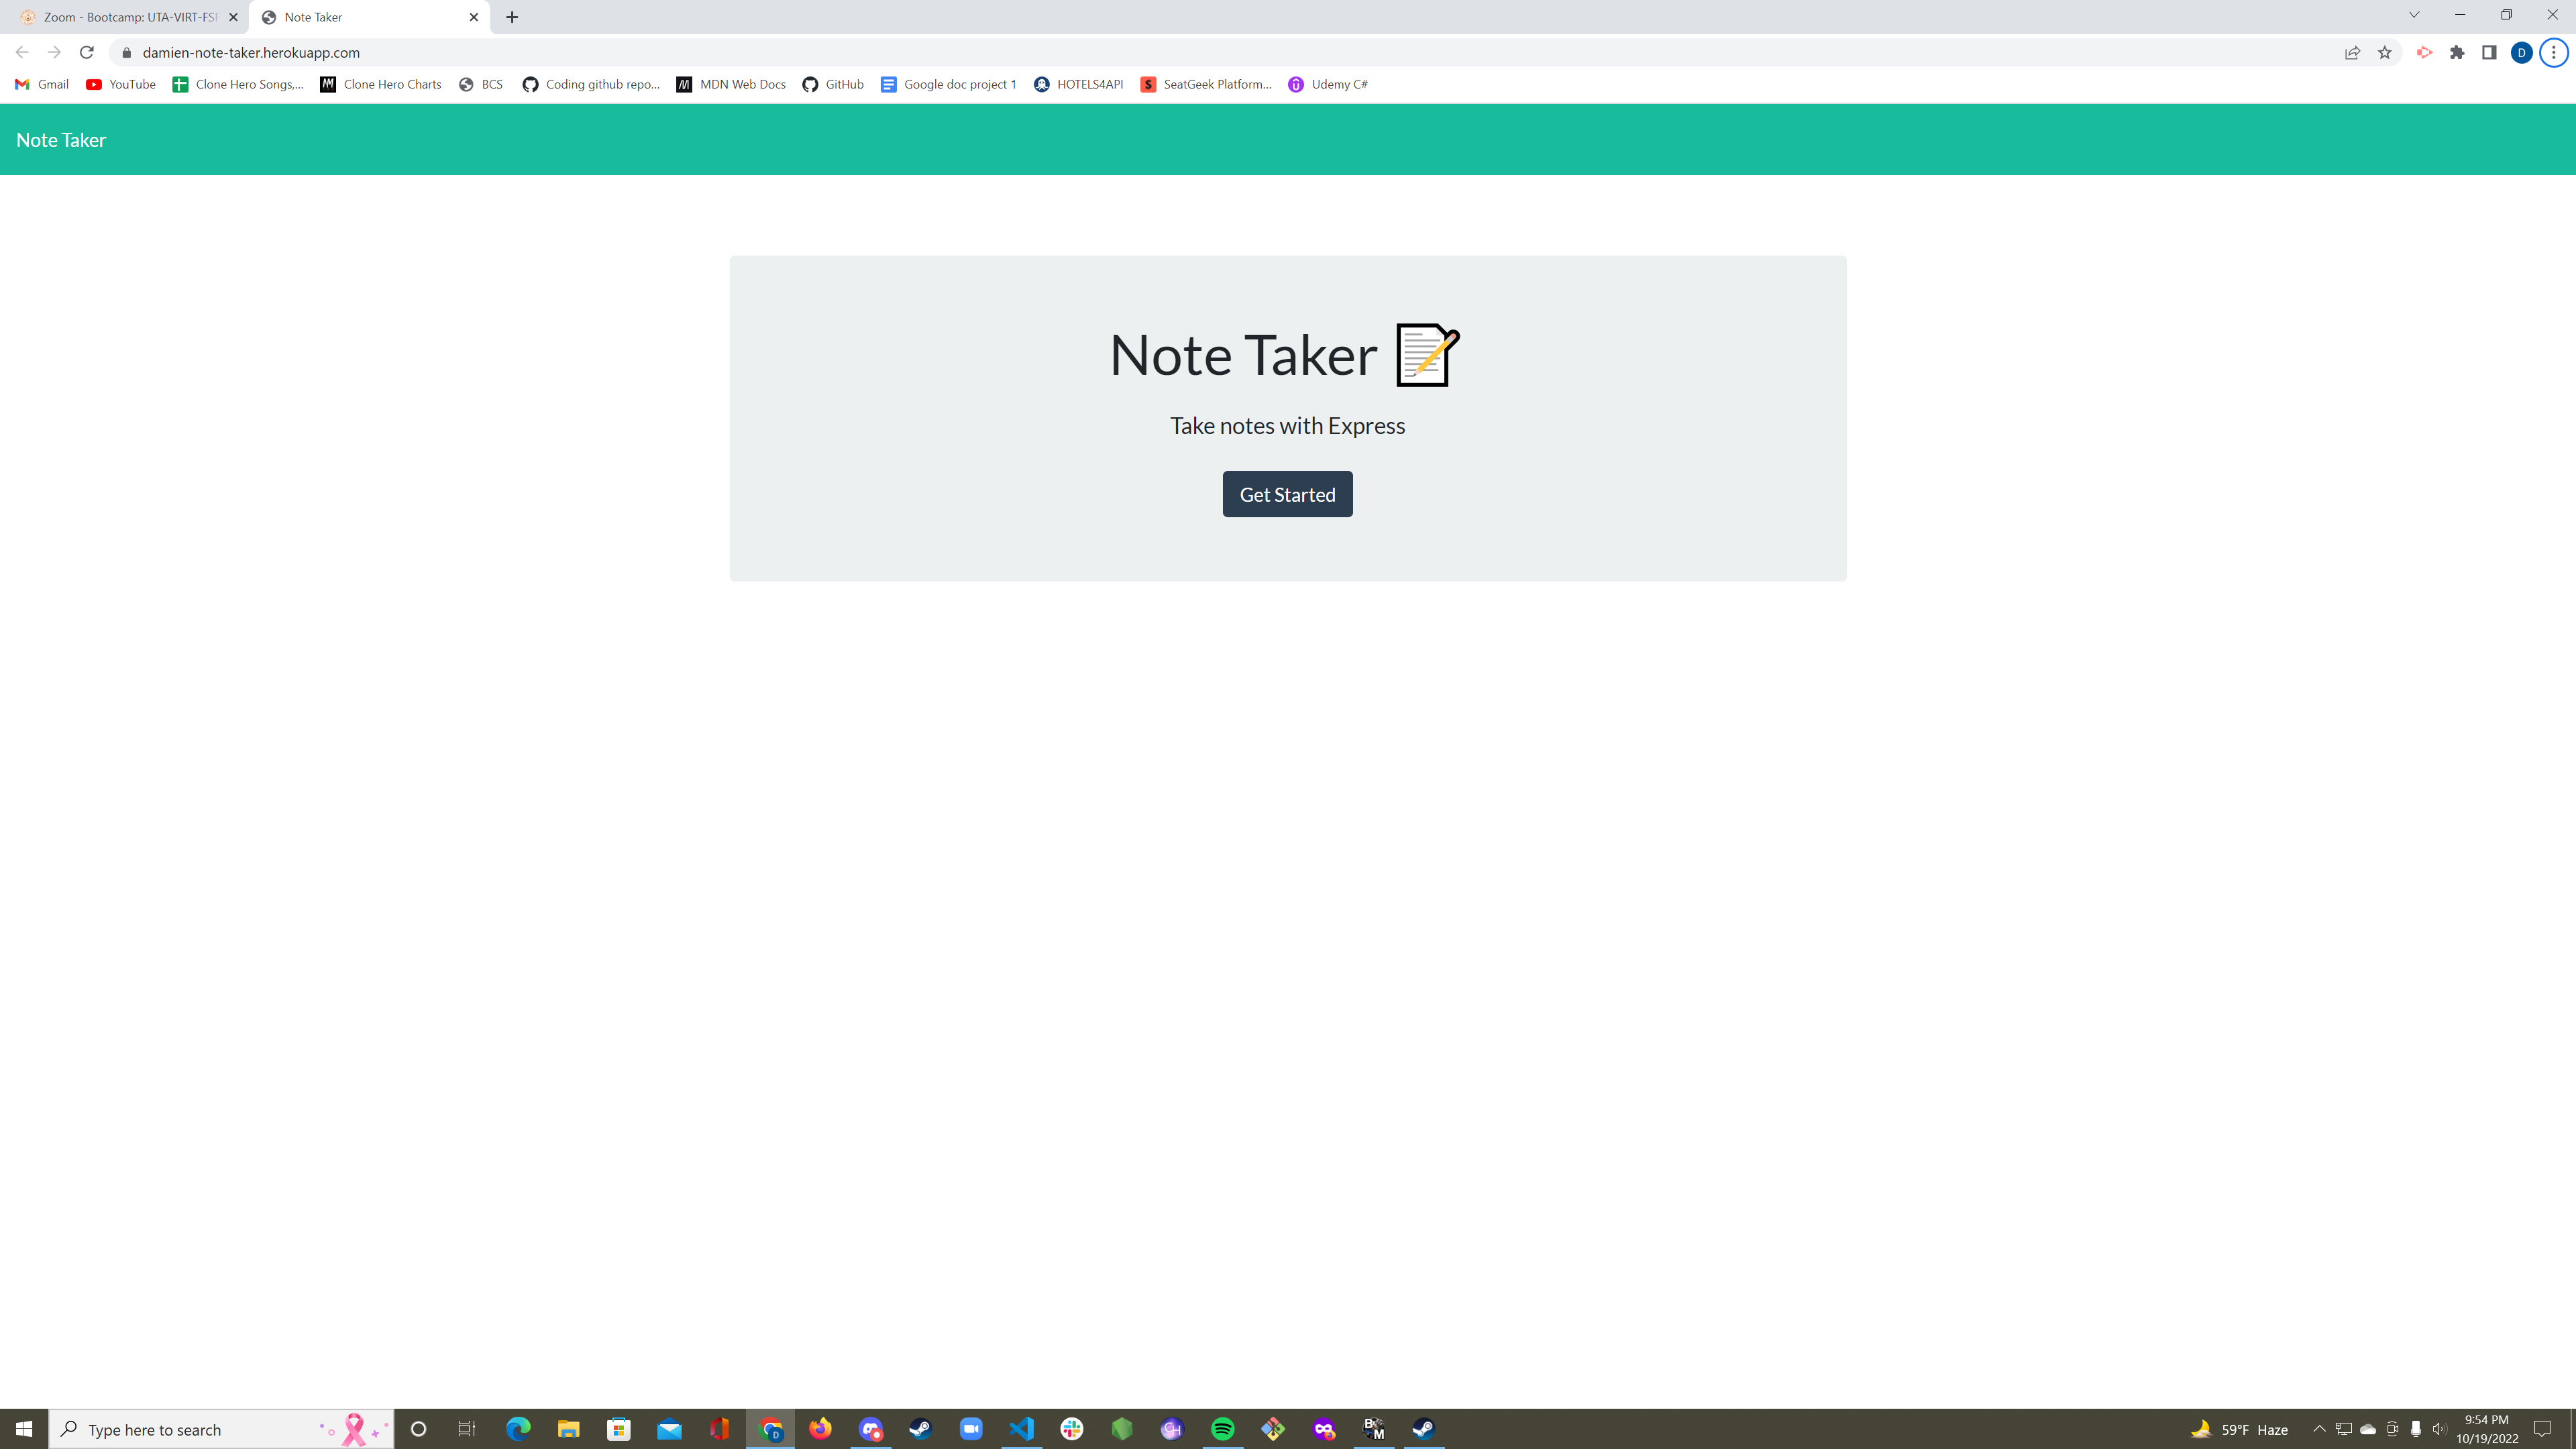 Zoom - Bootcamp: UTA-VIRT-FSF
Note Taker
damien-note-taker.herokuapp.com
D
Gmail YouTube Clone Hero Songs,... Clone Hero Charts BCS Coding github repo... MDN Web Docs GitHub Google doc project 1 HOTELS4API SeatGeek Platform... Udemy C#
Note Taker
Note Taker
Take notes with Express
Get Started
Type here to search
59°F Haze
9:54 PM
10/19/2022